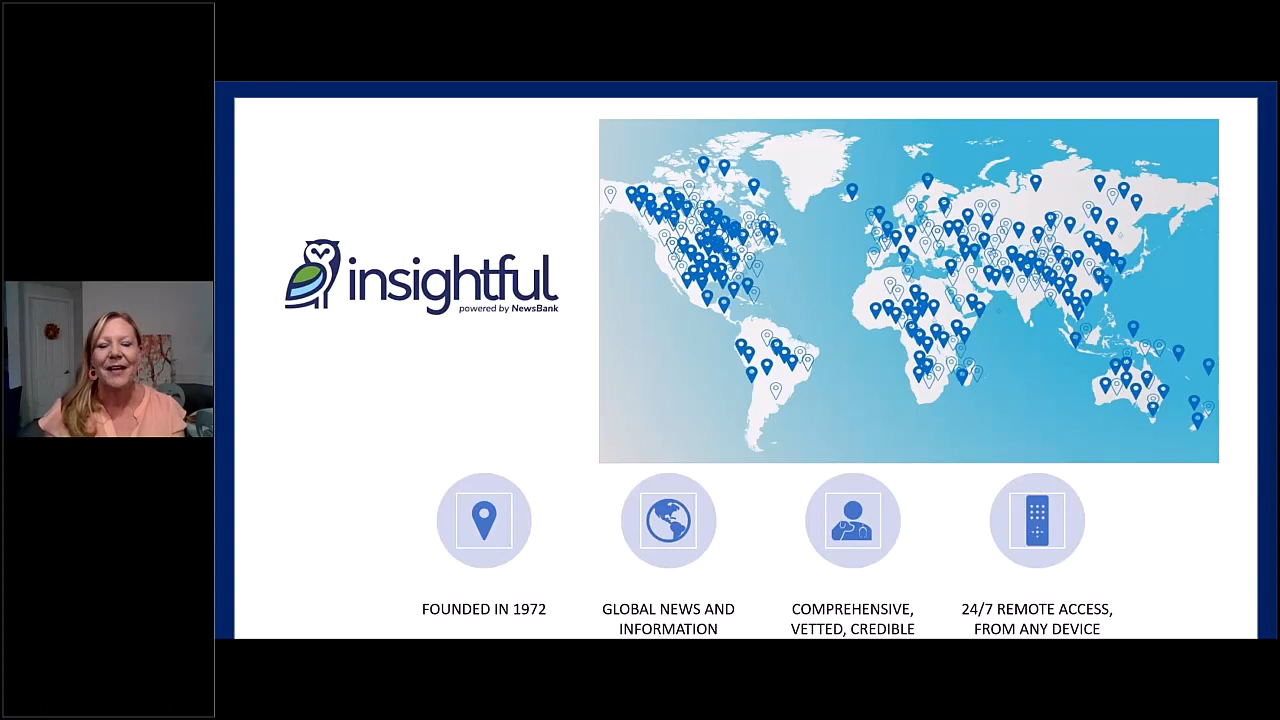 insightful
powered by NewsBank
FOUNDED IN 1972
GLOBAL NEWS AND
INFORMATION
COMPREHENSIVE,
VETTED, CREDIBLE
24/7 REMOTE ACCESS,
FROM ANY DEVICE